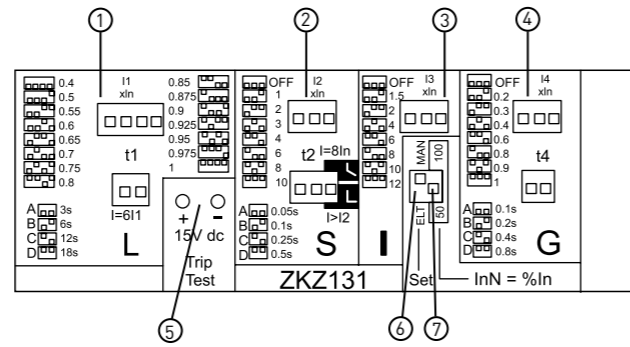 1
2
3
4
I1
xIn
0.4
0.5
0.55
0.6
0.65
0.7
0.75
0.8
0.85
0.875
0.9
0.925
0.95
0.975
1
t1
I=6I1
A 3s
B 6s
C 12s
D 18s
L
+ -
15V dc
Trip
Test
I2
xIn
OFF
1
2
3
4
6
8
10
t2
I=8In
I>I2
A 0.05s
B 0.1s
C 0.25s
D 0.5s
S
ZKZ131
I3
xIn
OFF
1.5
2
4
6
8
10
12
I
MAN
ELT
100
50
Set
InN = %In
I4
xIn
OFF
0.2
0.3
0.4
0.6
0.8
0.9
1
t4
A 0.1s
B 0.2s
C 0.4s
D 0.8s
G
5
6
7